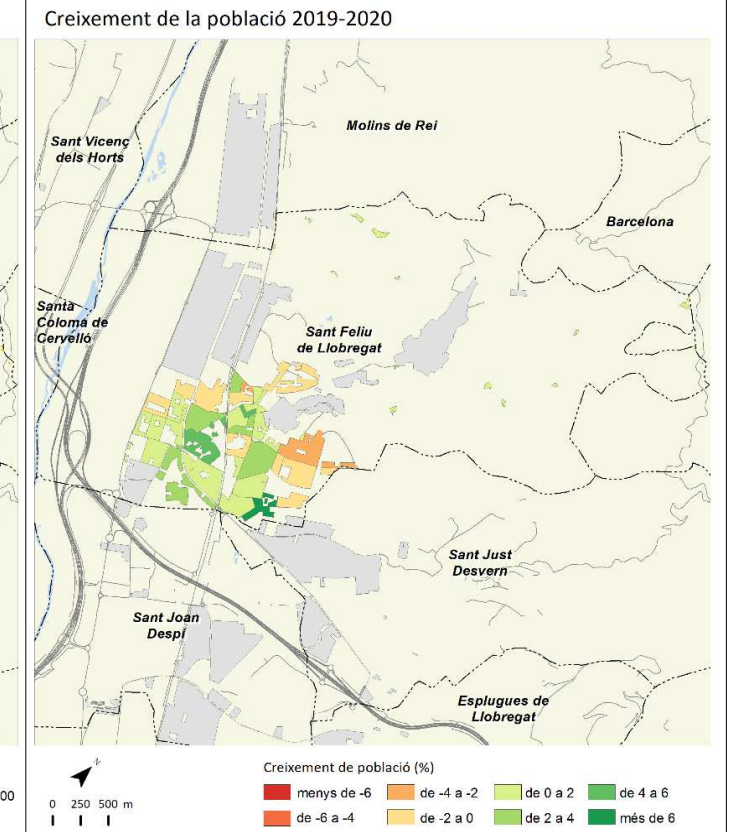 Creixement de la població 2019-2020
Molins de Rei
Sant Vicenç
dels Horts
Barcelona
Santa
Coloma de
Cervelló
Sant Feliu
de Llobregat
Sant Just
Desvern
Sant Joan
Despí
Esplugues de
Llobregat
N
00
0 250 500 m
Creixement de població (%)
menys de -6
de -4 a -2
de 0 a 2
de 4 a 6
de -6 a -4
de -2 a 0
de 2 a 4
més de 6